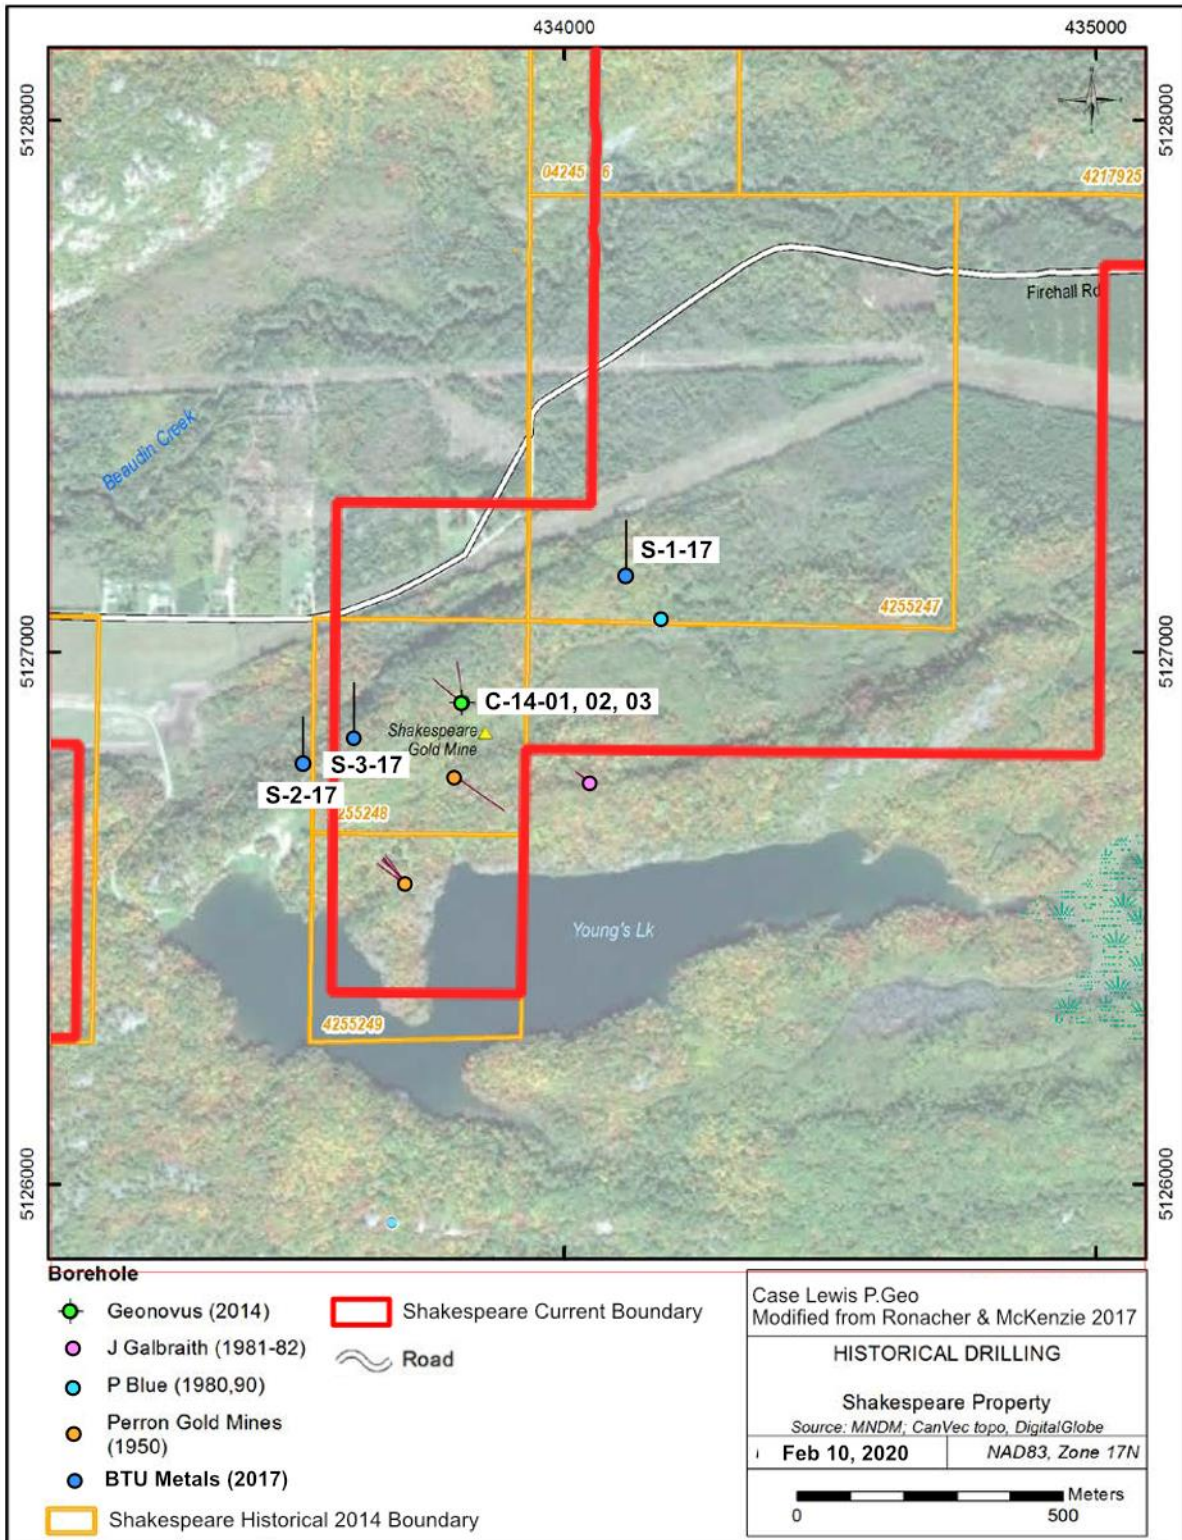 434000
435000
5128000
5128000
04245 6
4217925
Firehall Rd
Beaudin Creek
S-1-17
4255247
5127000
5127000
C-14-01, 02, 03
Shakespeare
Gold Mine
S-3-17
S-2-17
255248
Young's Lk
4255249
5126000
5126000
Borehole
Geonovus (2014)
J Galbraith (1981-82)
P Blue (1980,90)
Perron Gold Mines
(1950)
BTU Metals (2017)
Shakespeare Historical 2014 Boundary
Shakespeare Current Boundary
Road
Case Lewis P.Geo
Modified from Ronacher & McKenzie 2017
HISTORICAL DRILLING
Shakespeare Property
Source: MNDM; CanVec topo, DigitalGlobe
Feb 10, 2020
NAD83, Zone 17N
Meters
0 500